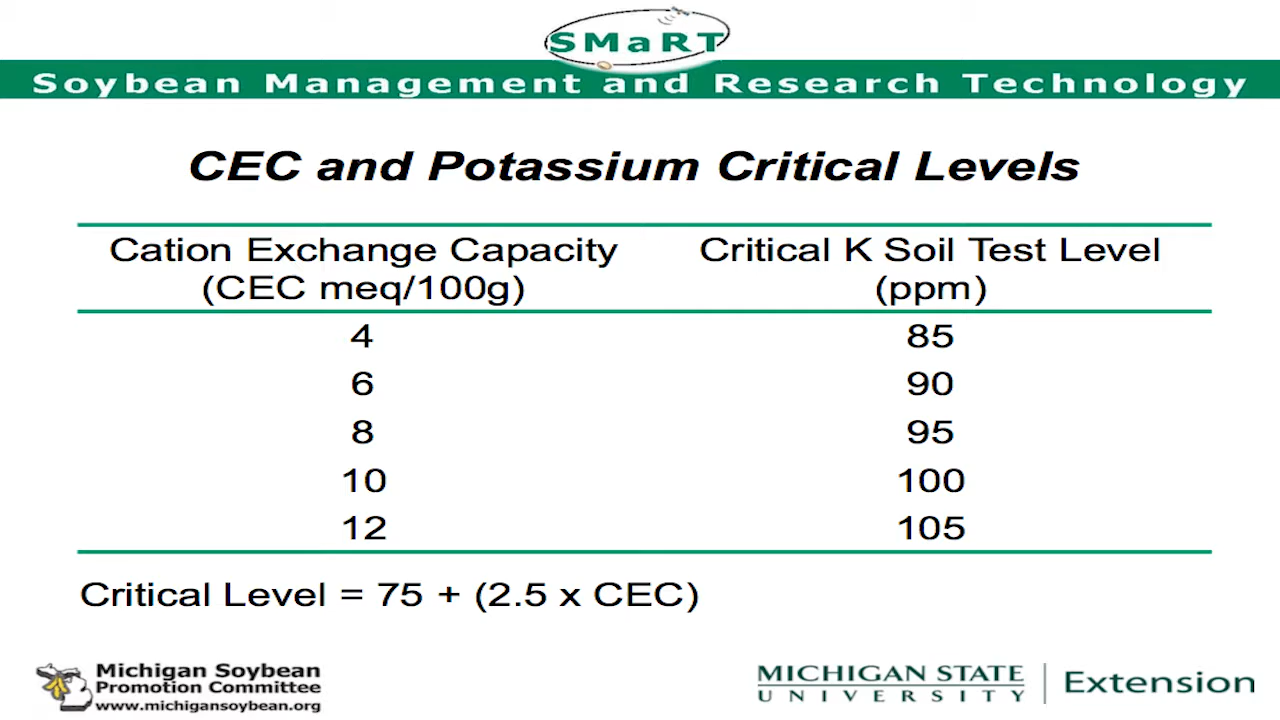 SMaRT
Soybean Management and Research Technology
CEC and Potassium Critical Levels
Cation Exchange Capacity Critical K Soil Test Level
(CEC meq/100g) (ppm)
4 85
6 90
8 95
10 100
12 105
Critical Level = 75 + (2.5 x CEC)
Michigan Soybean
Promotion Committee
www.michigansoybean.org
MICHIGAN STATE
UNIVERSITY
Extension